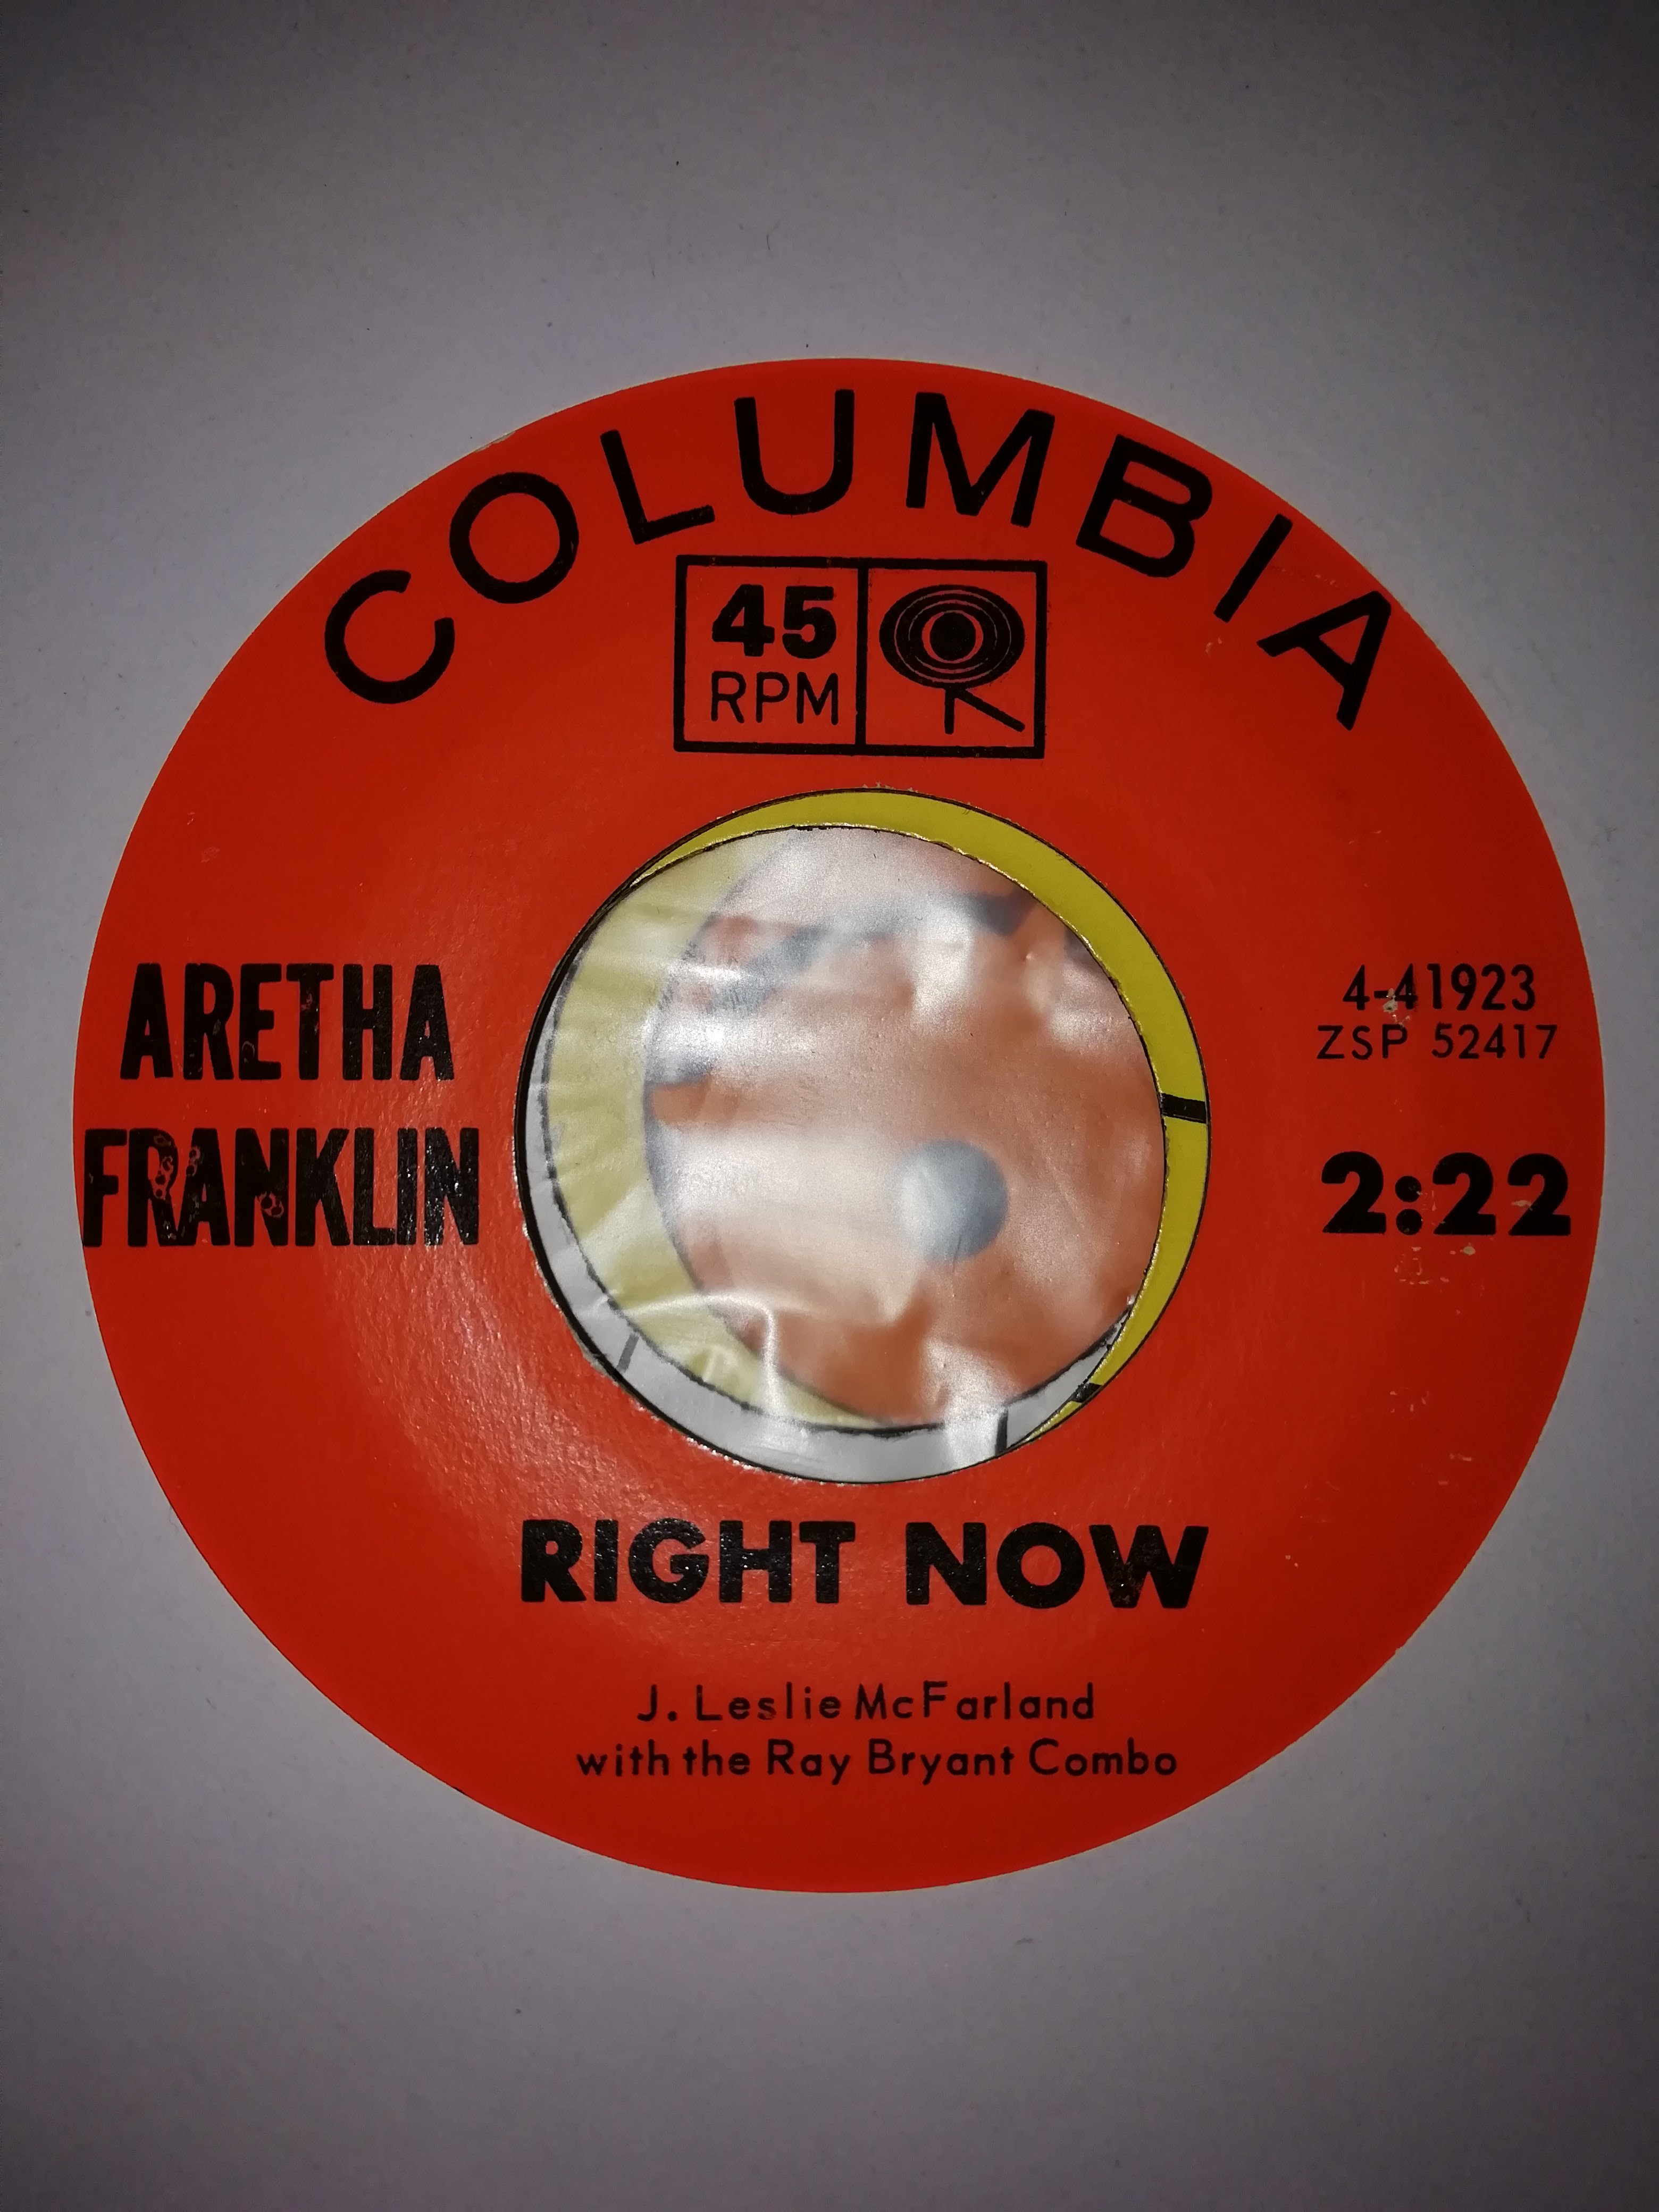 COLUMBIA
45
RPM
ARETHA
FRANKLIN
4-41923
ZSP 52417
2:22
RIGHT NOW
J. Leslie McFarland
with the Ray Bryant Combo